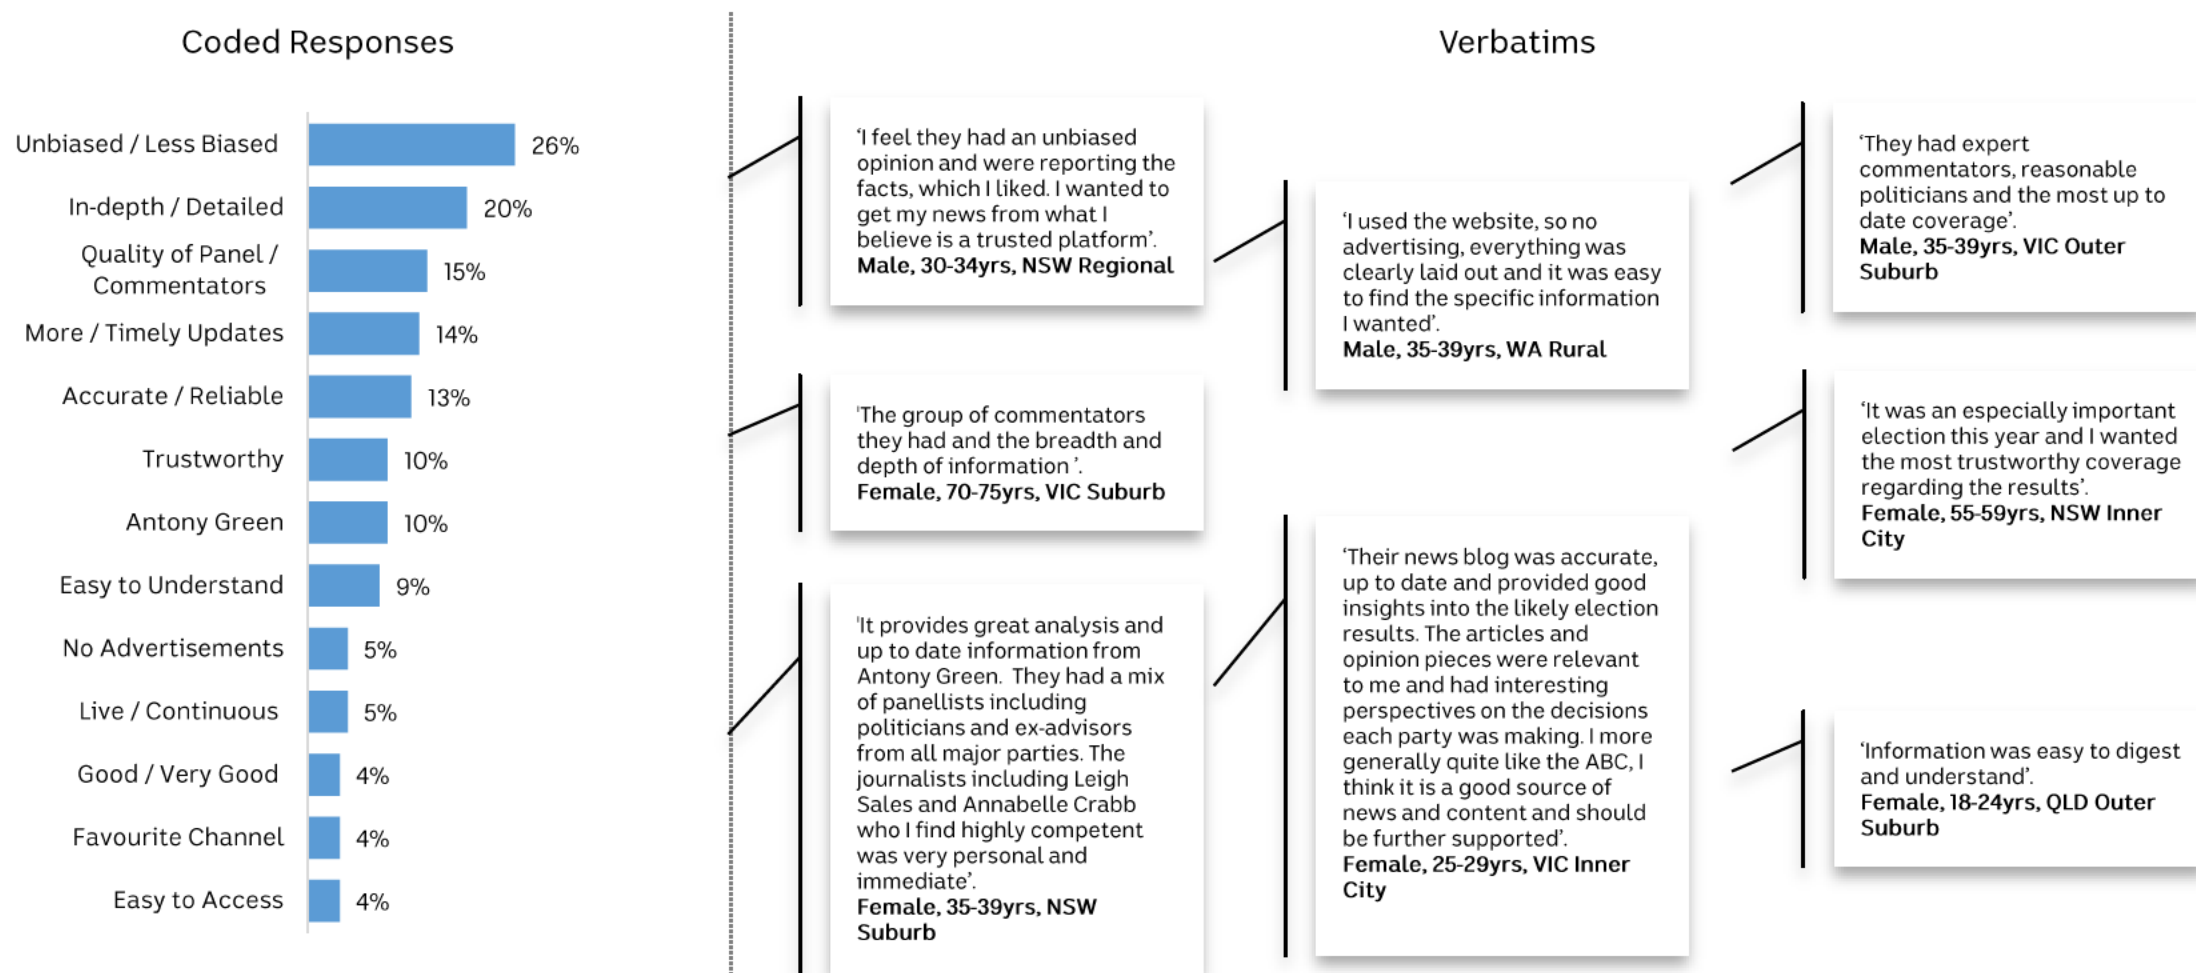 Coded Responses
Unbiased / Less Biased 26%
In-depth / Detailed 20%
Quality of Panel /
Commentators 15%
More / Timely Updates 14%
Accurate / Reliable 13%
Trustworthy 10%
Antony Green 10%
Easy to Understand 9%
No Advertisements 5%
Live / Continuous 5%
Good / Very Good 4%
Favourite Channel 4%
Easy to Access 4%
Verbatims
‘I feel they had an unbiased
opinion and were reporting the
facts, which I liked. I wanted to
get my news from what I
believe is a trusted platform’.
Male, 30-34yrs, NSW Regional
'The group of commentators
they had and the breadth and
depth of information ’.
Female, 70-75yrs, VIC Suburb
'It provides great analysis and
up to date information from
Antony Green.  They had a mix
of panellists including
politicians and ex-advisors
from all major parties. The
journalists including Leigh
Sales and Annabelle Crabb
who I find highly competent
was very personal and
immediate’.
Female, 35-39yrs, NSW
Suburb
‘I used the website, so no
advertising, everything was
clearly laid out and it was easy
to find the specific information
I wanted’.
Male, 35-39yrs, WA Rural
‘Their news blog was accurate,
up to date and provided good
insights into the likely election
results. The articles and
opinion pieces were relevant
to me and had interesting
perspectives on the decisions
each party was making. I more
generally quite like the ABC, I
think it is a good source of
news and content and should
be further supported’.
Female, 25-29yrs, VIC Inner
City
‘They had expert
commentators, reasonable
politicians and the most up to
date coverage’.
Male, 35-39yrs, VIC Outer
Suburb
‘It was an especially important
election this year and I wanted
the most trustworthy coverage
regarding the results’.
Female, 55-59yrs, NSW Inner
City
‘Information was easy to digest
and understand’.
Female, 18-24yrs, QLD Outer
Suburb